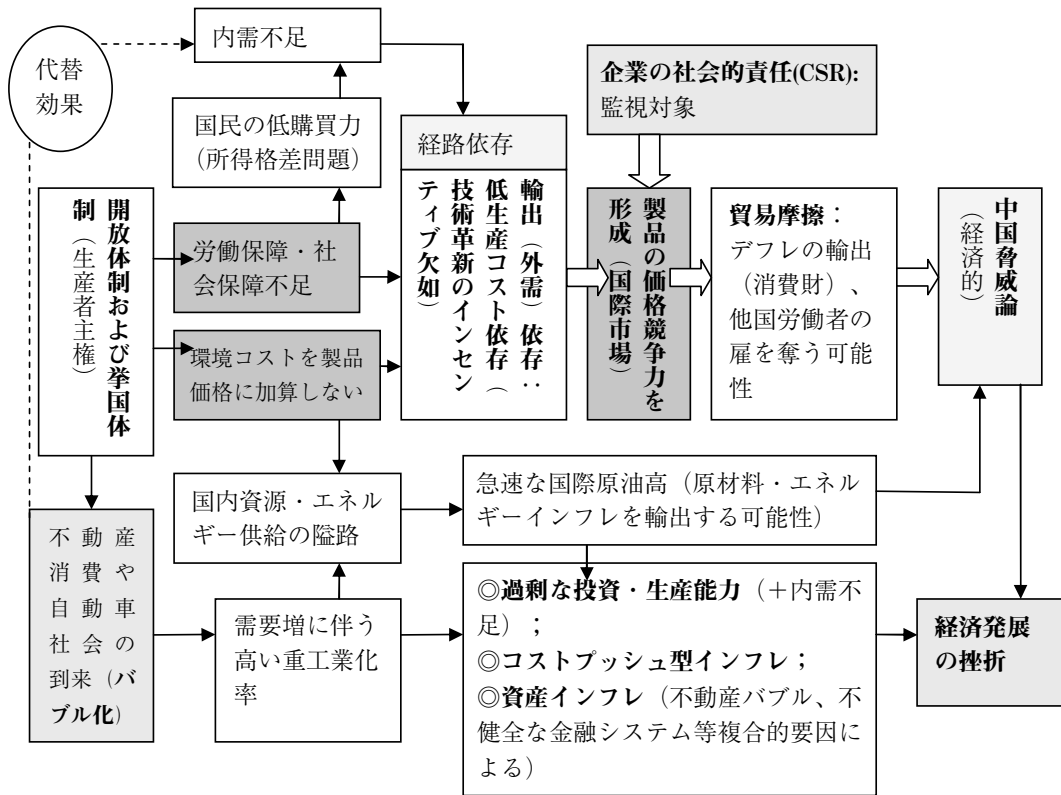 代替
効果
内需不足
国民の低購買力
（所得格差問題）
企業の社会的責任(CSR):
監視対象
開放体制および挙国体
制（生産者主権）
労働保障・社
会保障不足
環境コストを製品
価格に加算しない
経路依存
輸出（外需）依存：
低生産コスト依存（
技術革新のインセン
ティブ欠如）
製品の価格競争力を
形成（国際市場）
貿易摩擦：
デフレの輸出
（消費財）、
他国労働者の
雇を奪う可能
性
中国脅威論
（経済的）
国内資源・エネル
ギー供給の隘路
急速な国際原油高（原材料・エネル
ギーインフレを輸出する可能性）
不動産
消費や
自動車
社会の
到来（バ
ブル化）
需要増に伴う
高い重工業化
率
◎過剰な投資・生産能力（＋内需不
足）；
◎コストプッシュ型インフレ；
◎資産インフレ（不動産バブル、不
健全な金融システム等複合的要因に
よる）
経済発展
の挫折